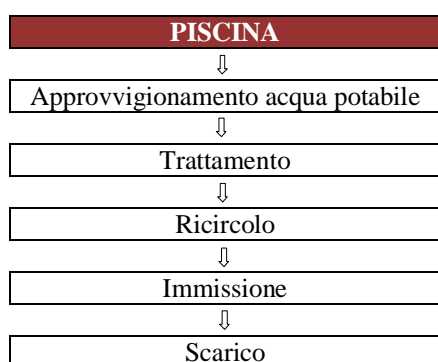 PISCINA
⇩
Approvvigionamento acqua potabile
⇩
Trattamento
⇩
Ricircolo
⇩
Immissione
⇩
Scarico